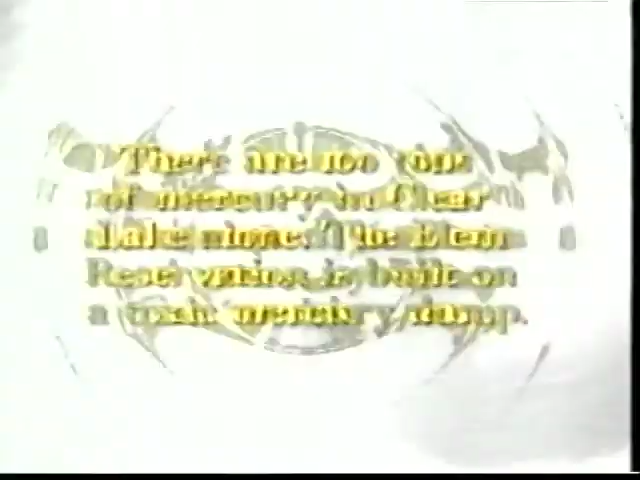 There are 100 tons
of mercury in Clear
Lake alone. The Elem
Reservation is built on
a toxic mercury dump.